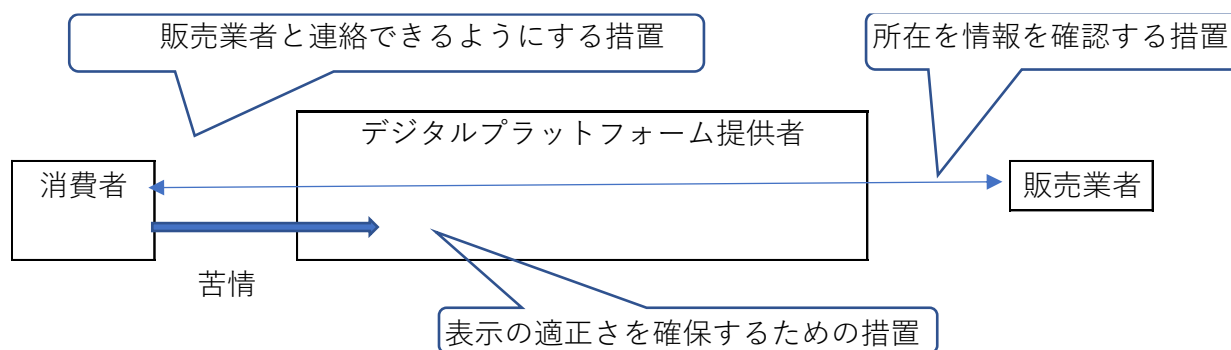 販売業者と連絡できるようにする措置
所在を情報を確認する措置
デジタルプラットフォーム提供者
消費者
販売業者
苦情
表示の適正さを確保するための措置